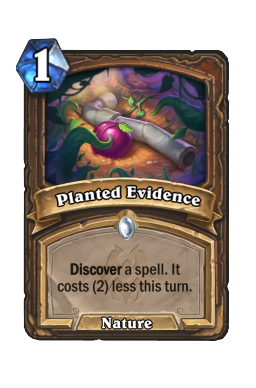 1
Planted Evidence
Discover a spell. It
costs (2) less this turn.
Nature